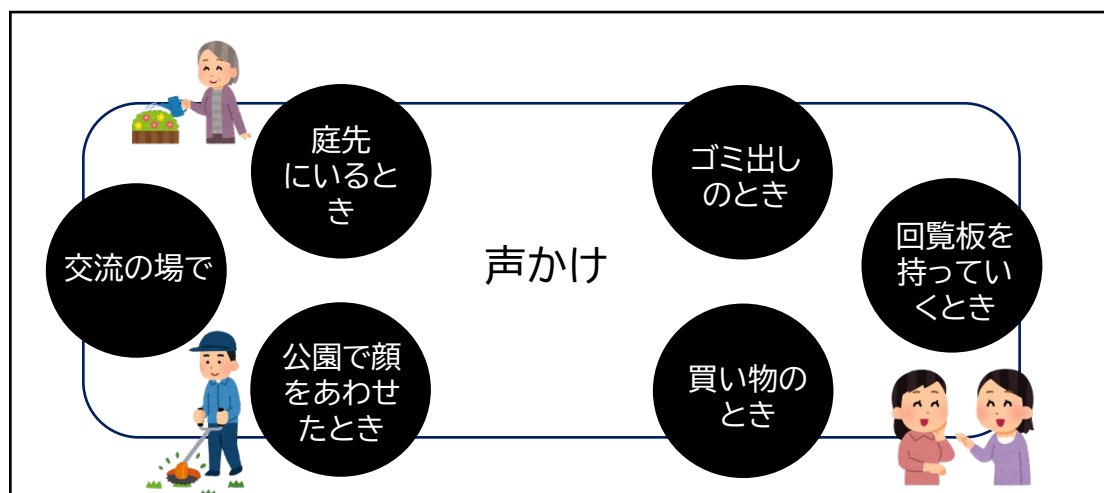 庭先
にいると
き
ゴミ出し
のとき
交流の場で
声かけ
回覧板を
持ってい
くとき
公園で顔
をあわせ
たとき
買い物の
とき